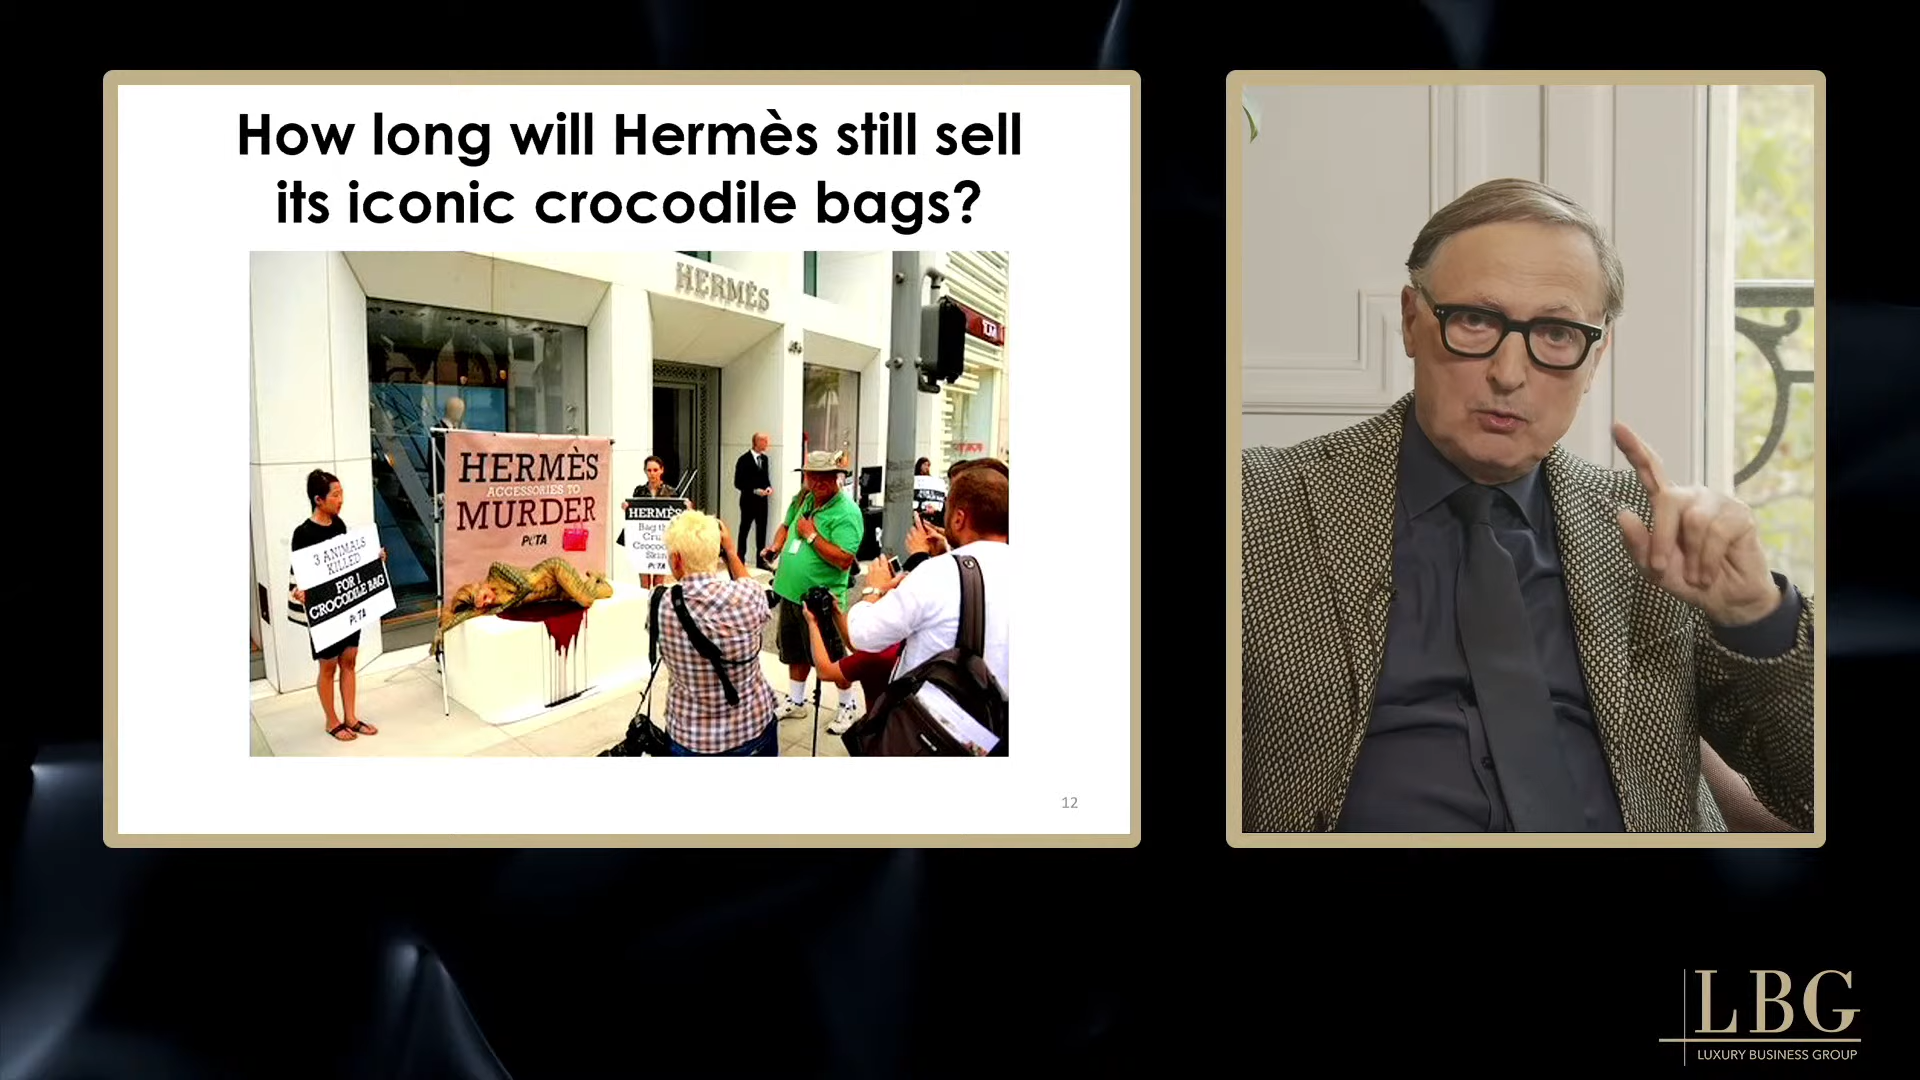 How long will Hermès still sell
its iconic crocodile bags?
HERMÈS
HERMÈS
ACCESSORIES TO
MURDER
PETA
3 ANIMALS
KILLED
FOR 1
CROCODILE BAG
PETA
HERMÈS
PETA
12
LBG
LUXURY BUSINESS GROUP